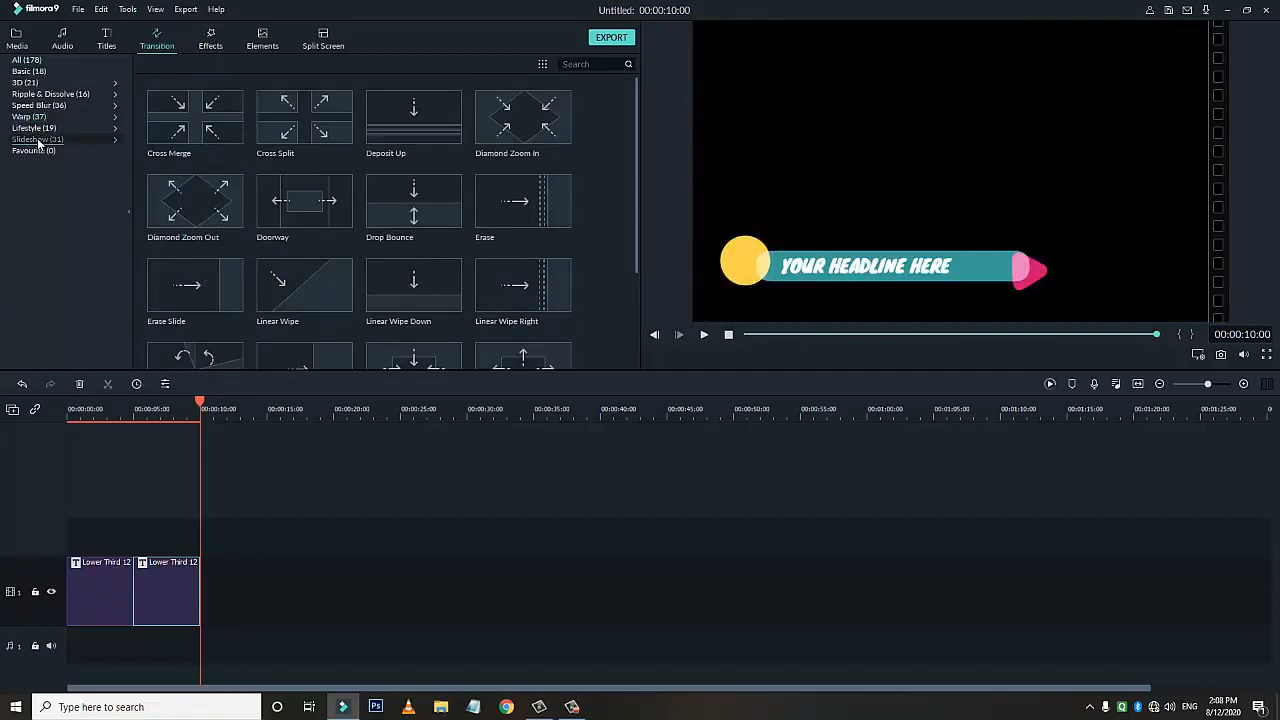 filmora9 File Edit Tools View Export Help Untitled: 00:00:10:00
Media Audio Titles Transition Effects Elements Split Screen EXPORT
All (178)
Basic (18)
3D (21)
Ripple & Dissolve (16)
Speed Blur (36)
Warp (37)
Lifestyle (19)
Slideshow (31)
Favourite (0)
Search
Cross Merge Cross Split Deposit Up Diamond Zoom In
Diamond Zoom Out Doorway Drop Bounce Erase
Erase Slide Linear Wipe Linear Wipe Down Linear Wipe Right
YOUR HEADLINE HERE
{ } 00:00:10:00
00:00:00:00 00:00:05:00 00:00:10:00 00:00:15:00 00:00:20:00 00:00:25:00 00:00:30:00 00:00:35:00 00:00:40:00 00:00:45:00 00:00:50:00 00:00:55:00 00:01:00:00 00:01:05:00 00:01:10:00 00:01:15:00 00:01:20:00 00:01:25:00 0
T Lower Third 12 T Lower Third 12
1
1
Type here to search Ps ENG 2:08 PM
8/12/2020